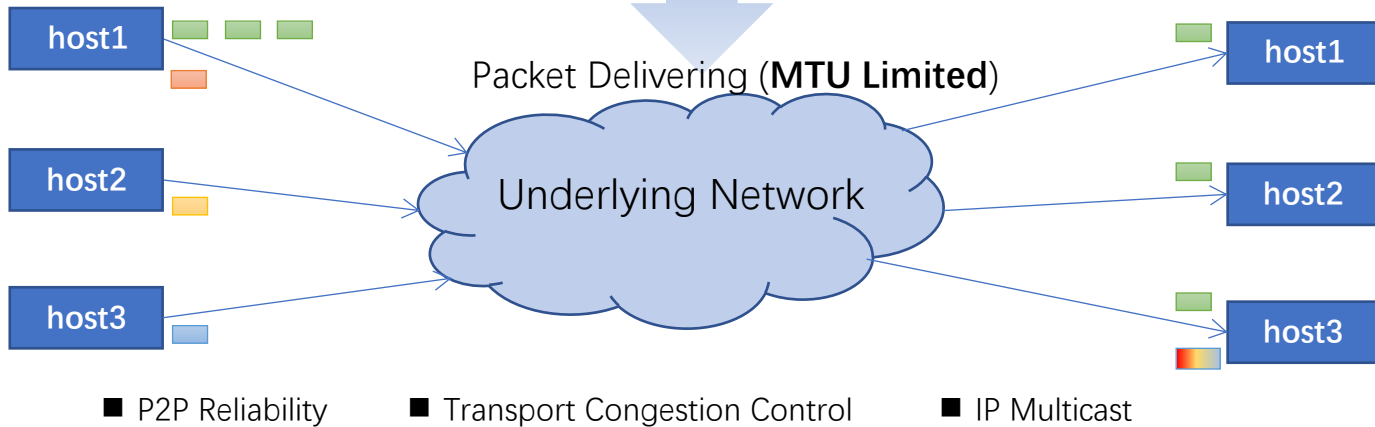 host1
host1
Packet Delivering (MTU Limited)
host2
Underlying Network
host2
host3
host3
■ P2P Reliability ■ Transport Congestion Control ■ IP Multicast